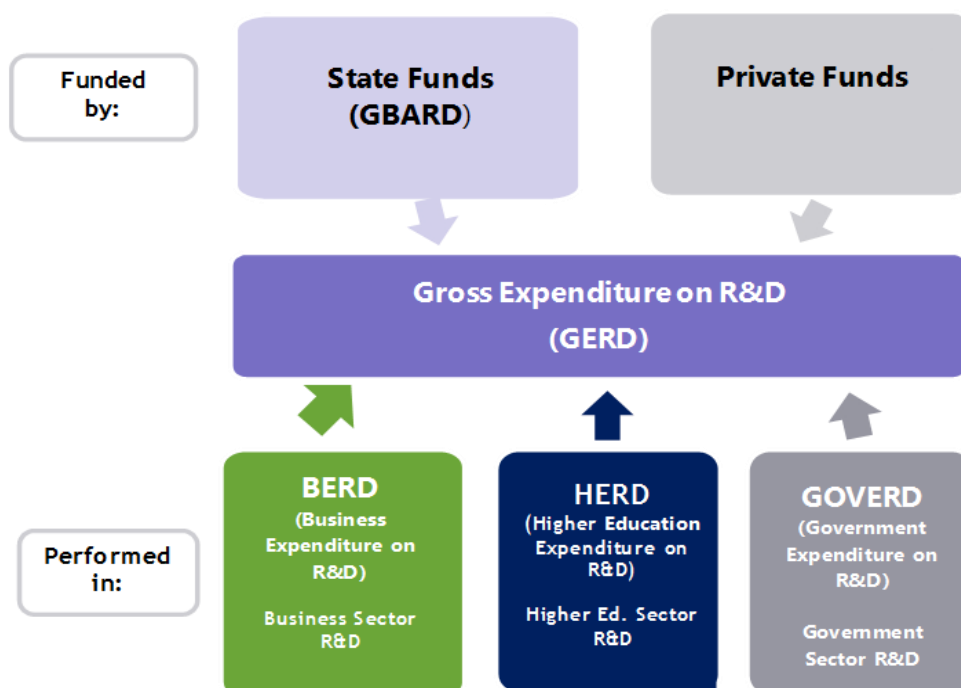 Funded
by:
State Funds
(GBARD)
Private Funds
Gross Expenditure on R&D
(GERD)
Performed
in:
BERD
(Business
Expenditure on
R&D)
Business Sector
R&D
HERD
(Higher Education
Expenditure on
R&D)
Higher Ed. Sector
R&D
GOVERD
(Government
Expenditure on
R&D)
Government
Sector R&D